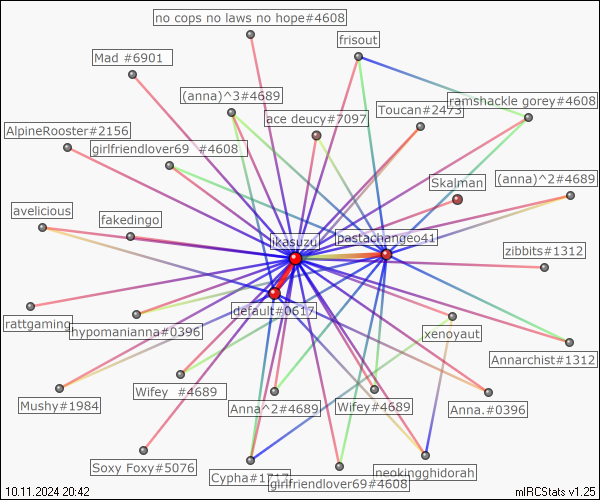 no cops no laws no hope#4608
frisout
Mad #6901
(anna)^3#4689
ramshackle gorey#4608
Toucan#2473
ace deucy#7097
AlpineRooster#2156
girlfriendlover69 #4608
Skalman
(anna)^2#4689
avelicious
fakedingo
ikasuzu
pastachangeo41
zibbits#1312
default#0617
rattgaming
hypomanianna#0396
xenoyaut
Annarchist#1312
Wifey #4689
Mushy#1984
Anna^2#4689
Wifey#4689
Anna.#0396
Soxy Foxy#5076
Cypha#1717
girlfriendlover69#4608
neokingghidorah
10.11.2024 20:42
mIRCStats v1.25